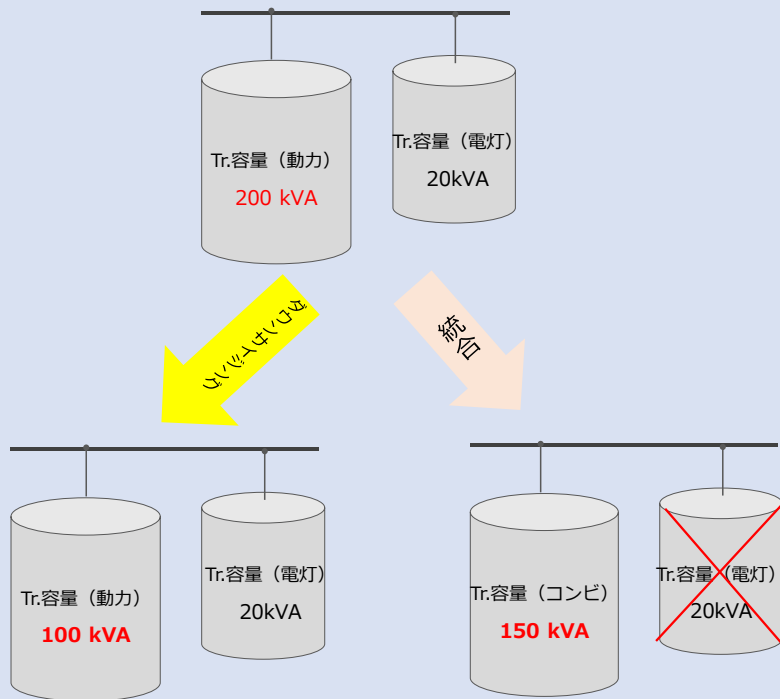 Tr.容量（動力）
200 kVA
Tr.容量（電灯）
20kVA
ダウンサイジング
統合
Tr.容量（動力）
100 kVA
Tr.容量（電灯）
20kVA
Tr.容量（コンビ）
150 kVA
Tr.容量（電灯）
20kVA